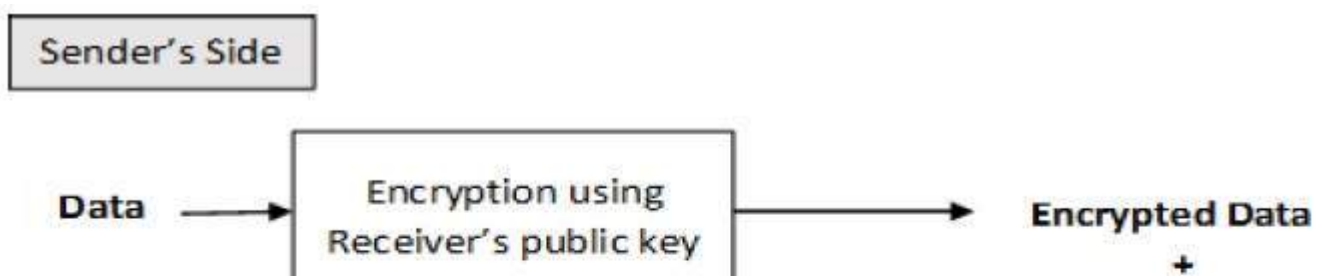 Sender's Side
Data
Encryption using
Receiver's public key
Encrypted Data
+